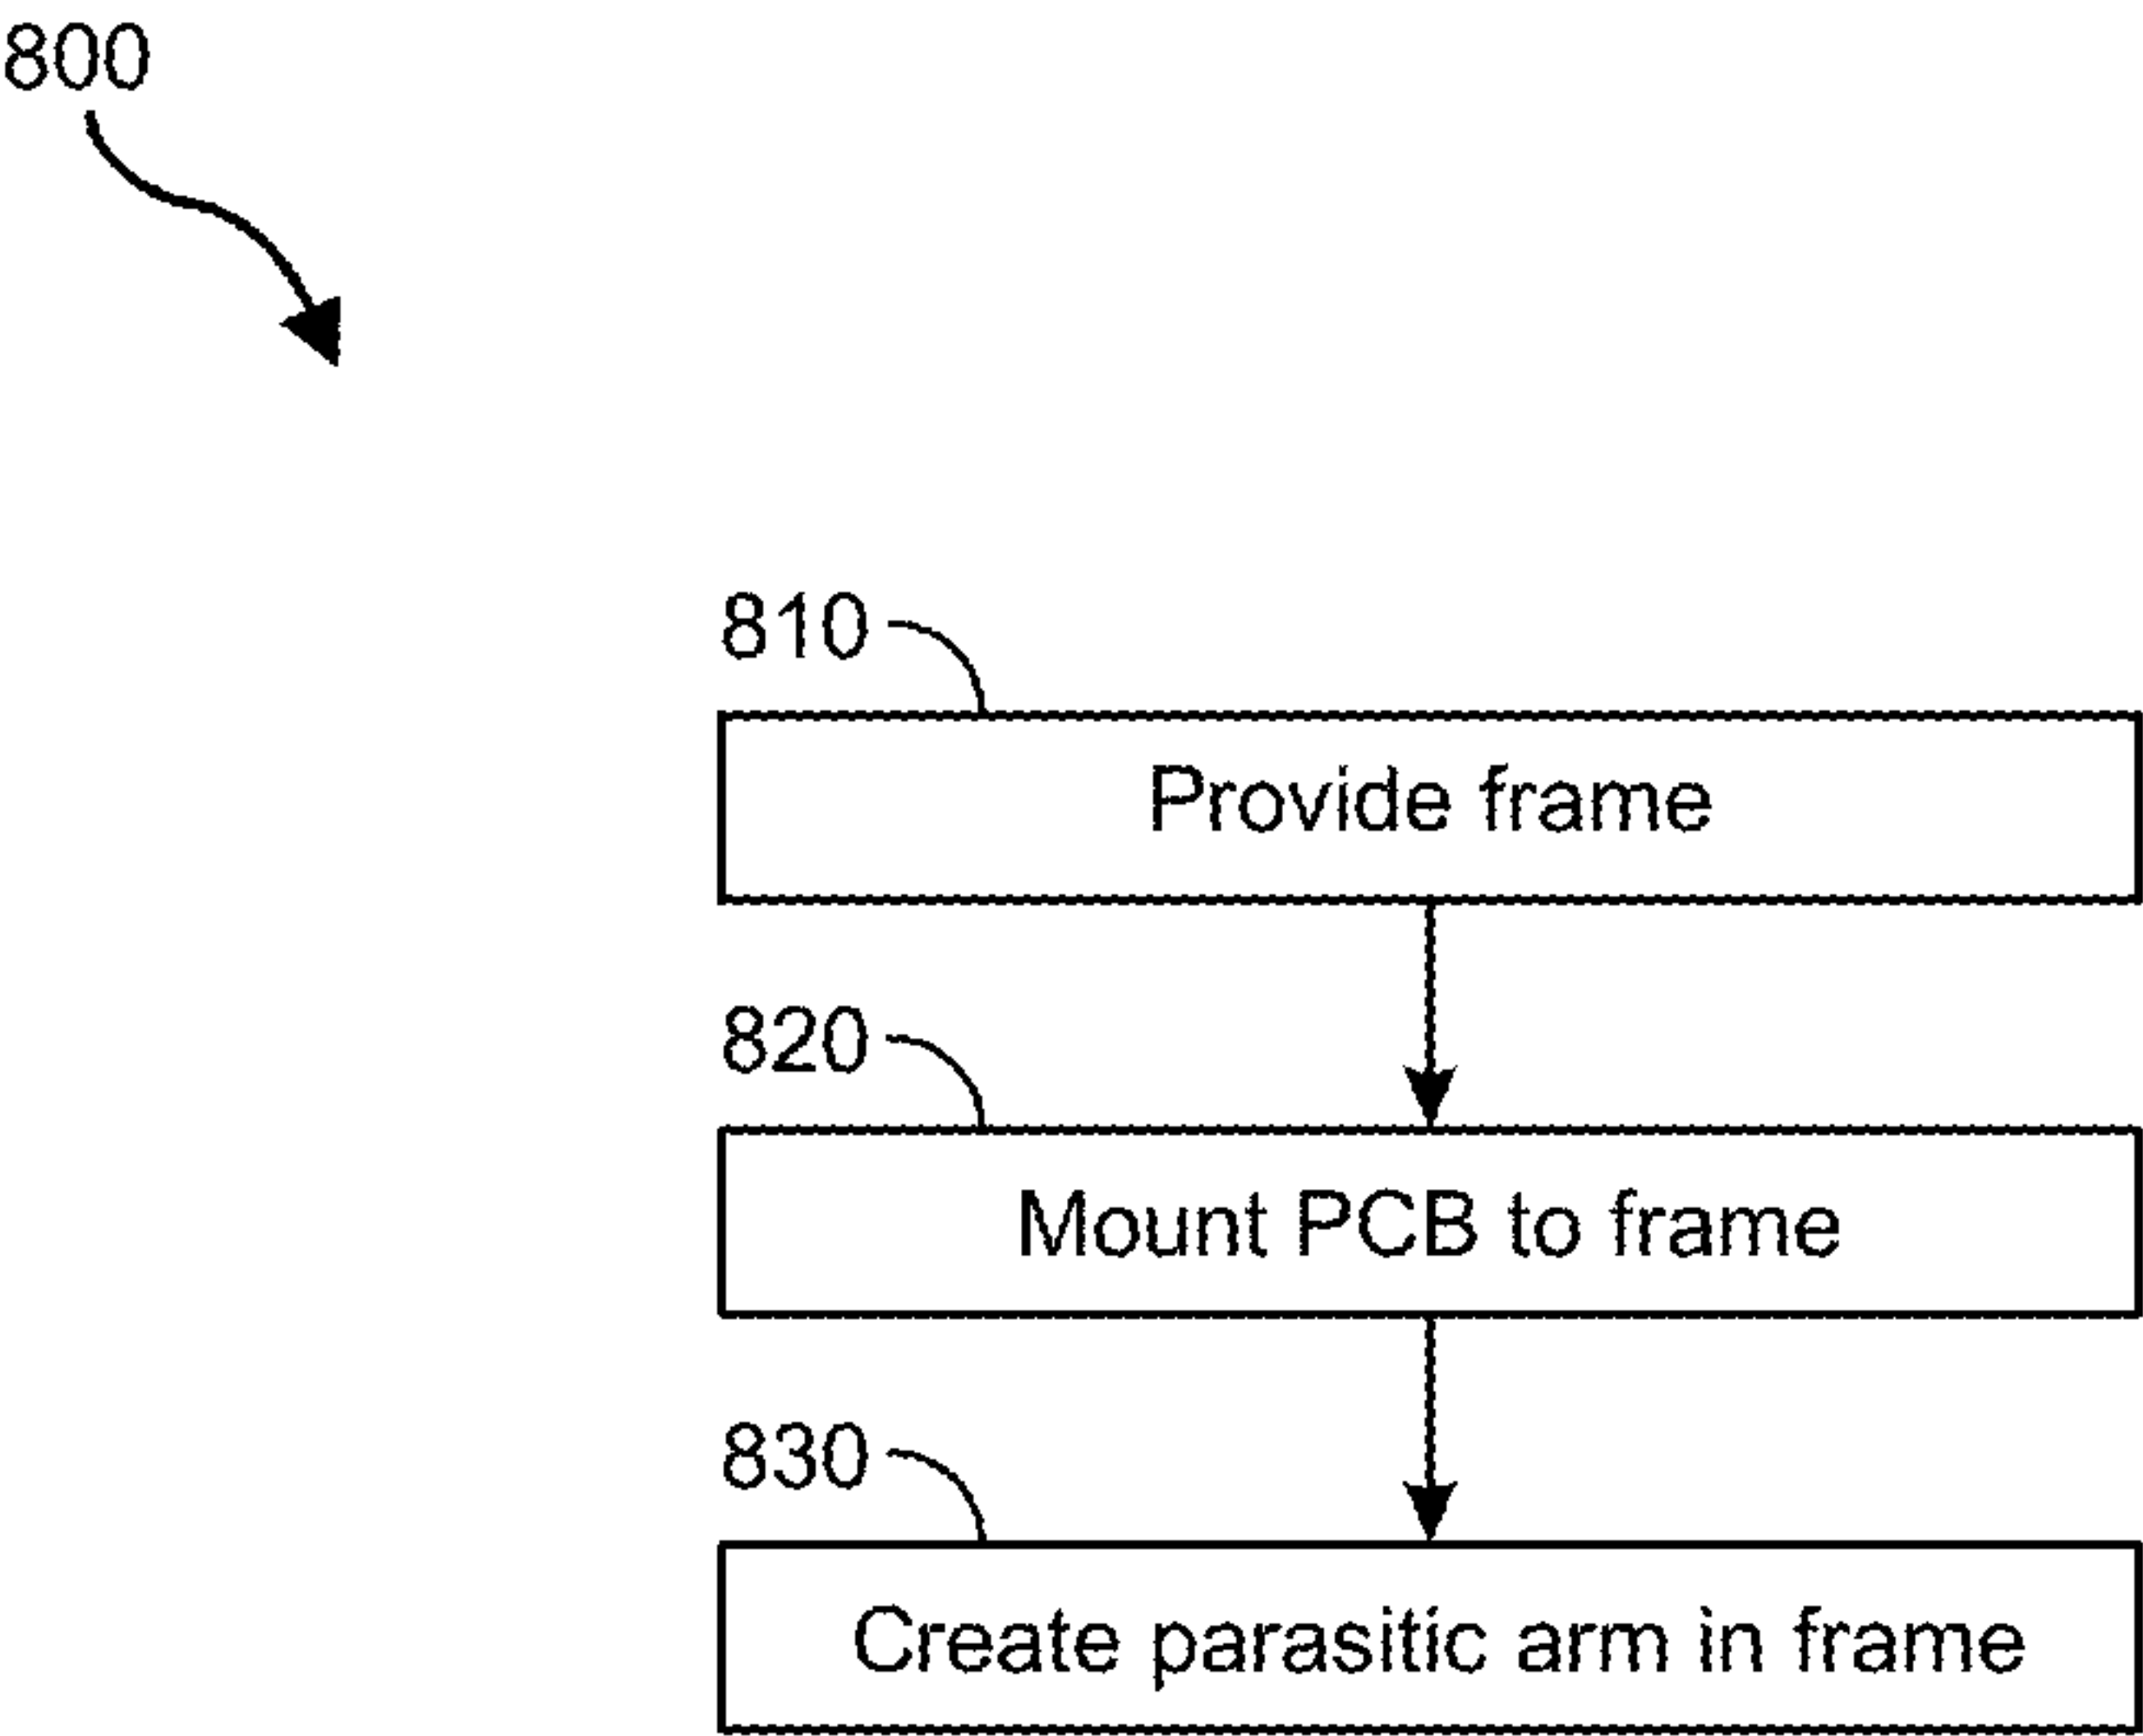 800
810
Provide frame
820
Mount PCB to frame
830
Create parasitic arm in frame